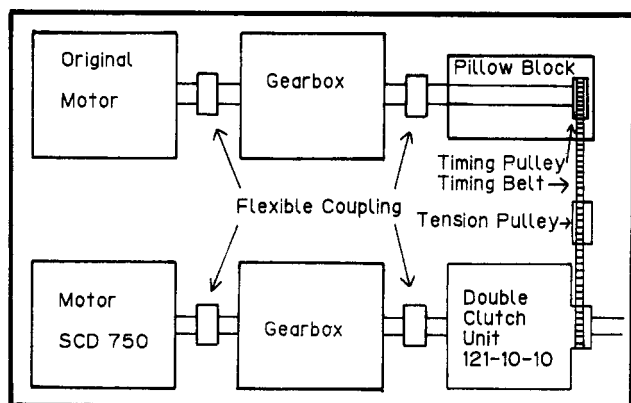 Original
Motor
Gearbox
Pillow Block
Timing Pulley
Timing Belt
Flexible Coupling
Tension Pulley
Motor
SCD 750
Gearbox
Double
Clutch
Unit
121-10-10